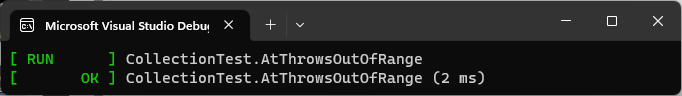 Microsoft Visual Studio Debug
[ RUN      ] CollectionTest.AtThrowsOutOfRange
[       OK ] CollectionTest.AtThrowsOutOfRange (2 ms)